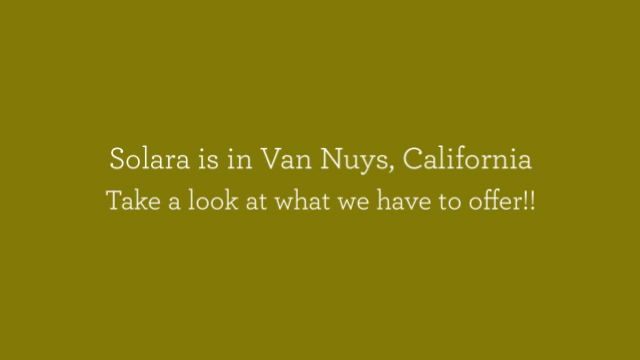 Solara is in Van Nuys, California
Take a look at what we have to offer!!